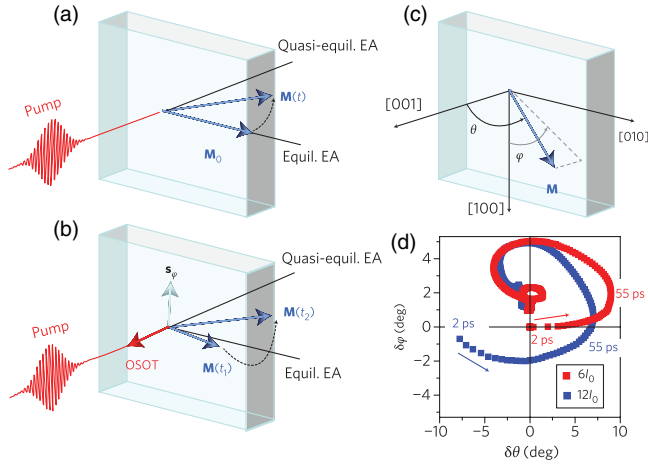 (a)
Quasi-equil. EA
Pump
M(t)
M₀
Equil. EA
(b)
sφ
Quasi-equil. EA
Pump
M(t₂)
OSOT
M(t₁)
Equil. EA
(c)
[001]
θ
[010]
φ
M
[100]
(d)
4
2
0
−2
−4
δφ (deg)
55 ps
2 ps
2 ps
55 ps
6I₀
12I₀
−10 −5 0 5 10
δθ (deg)